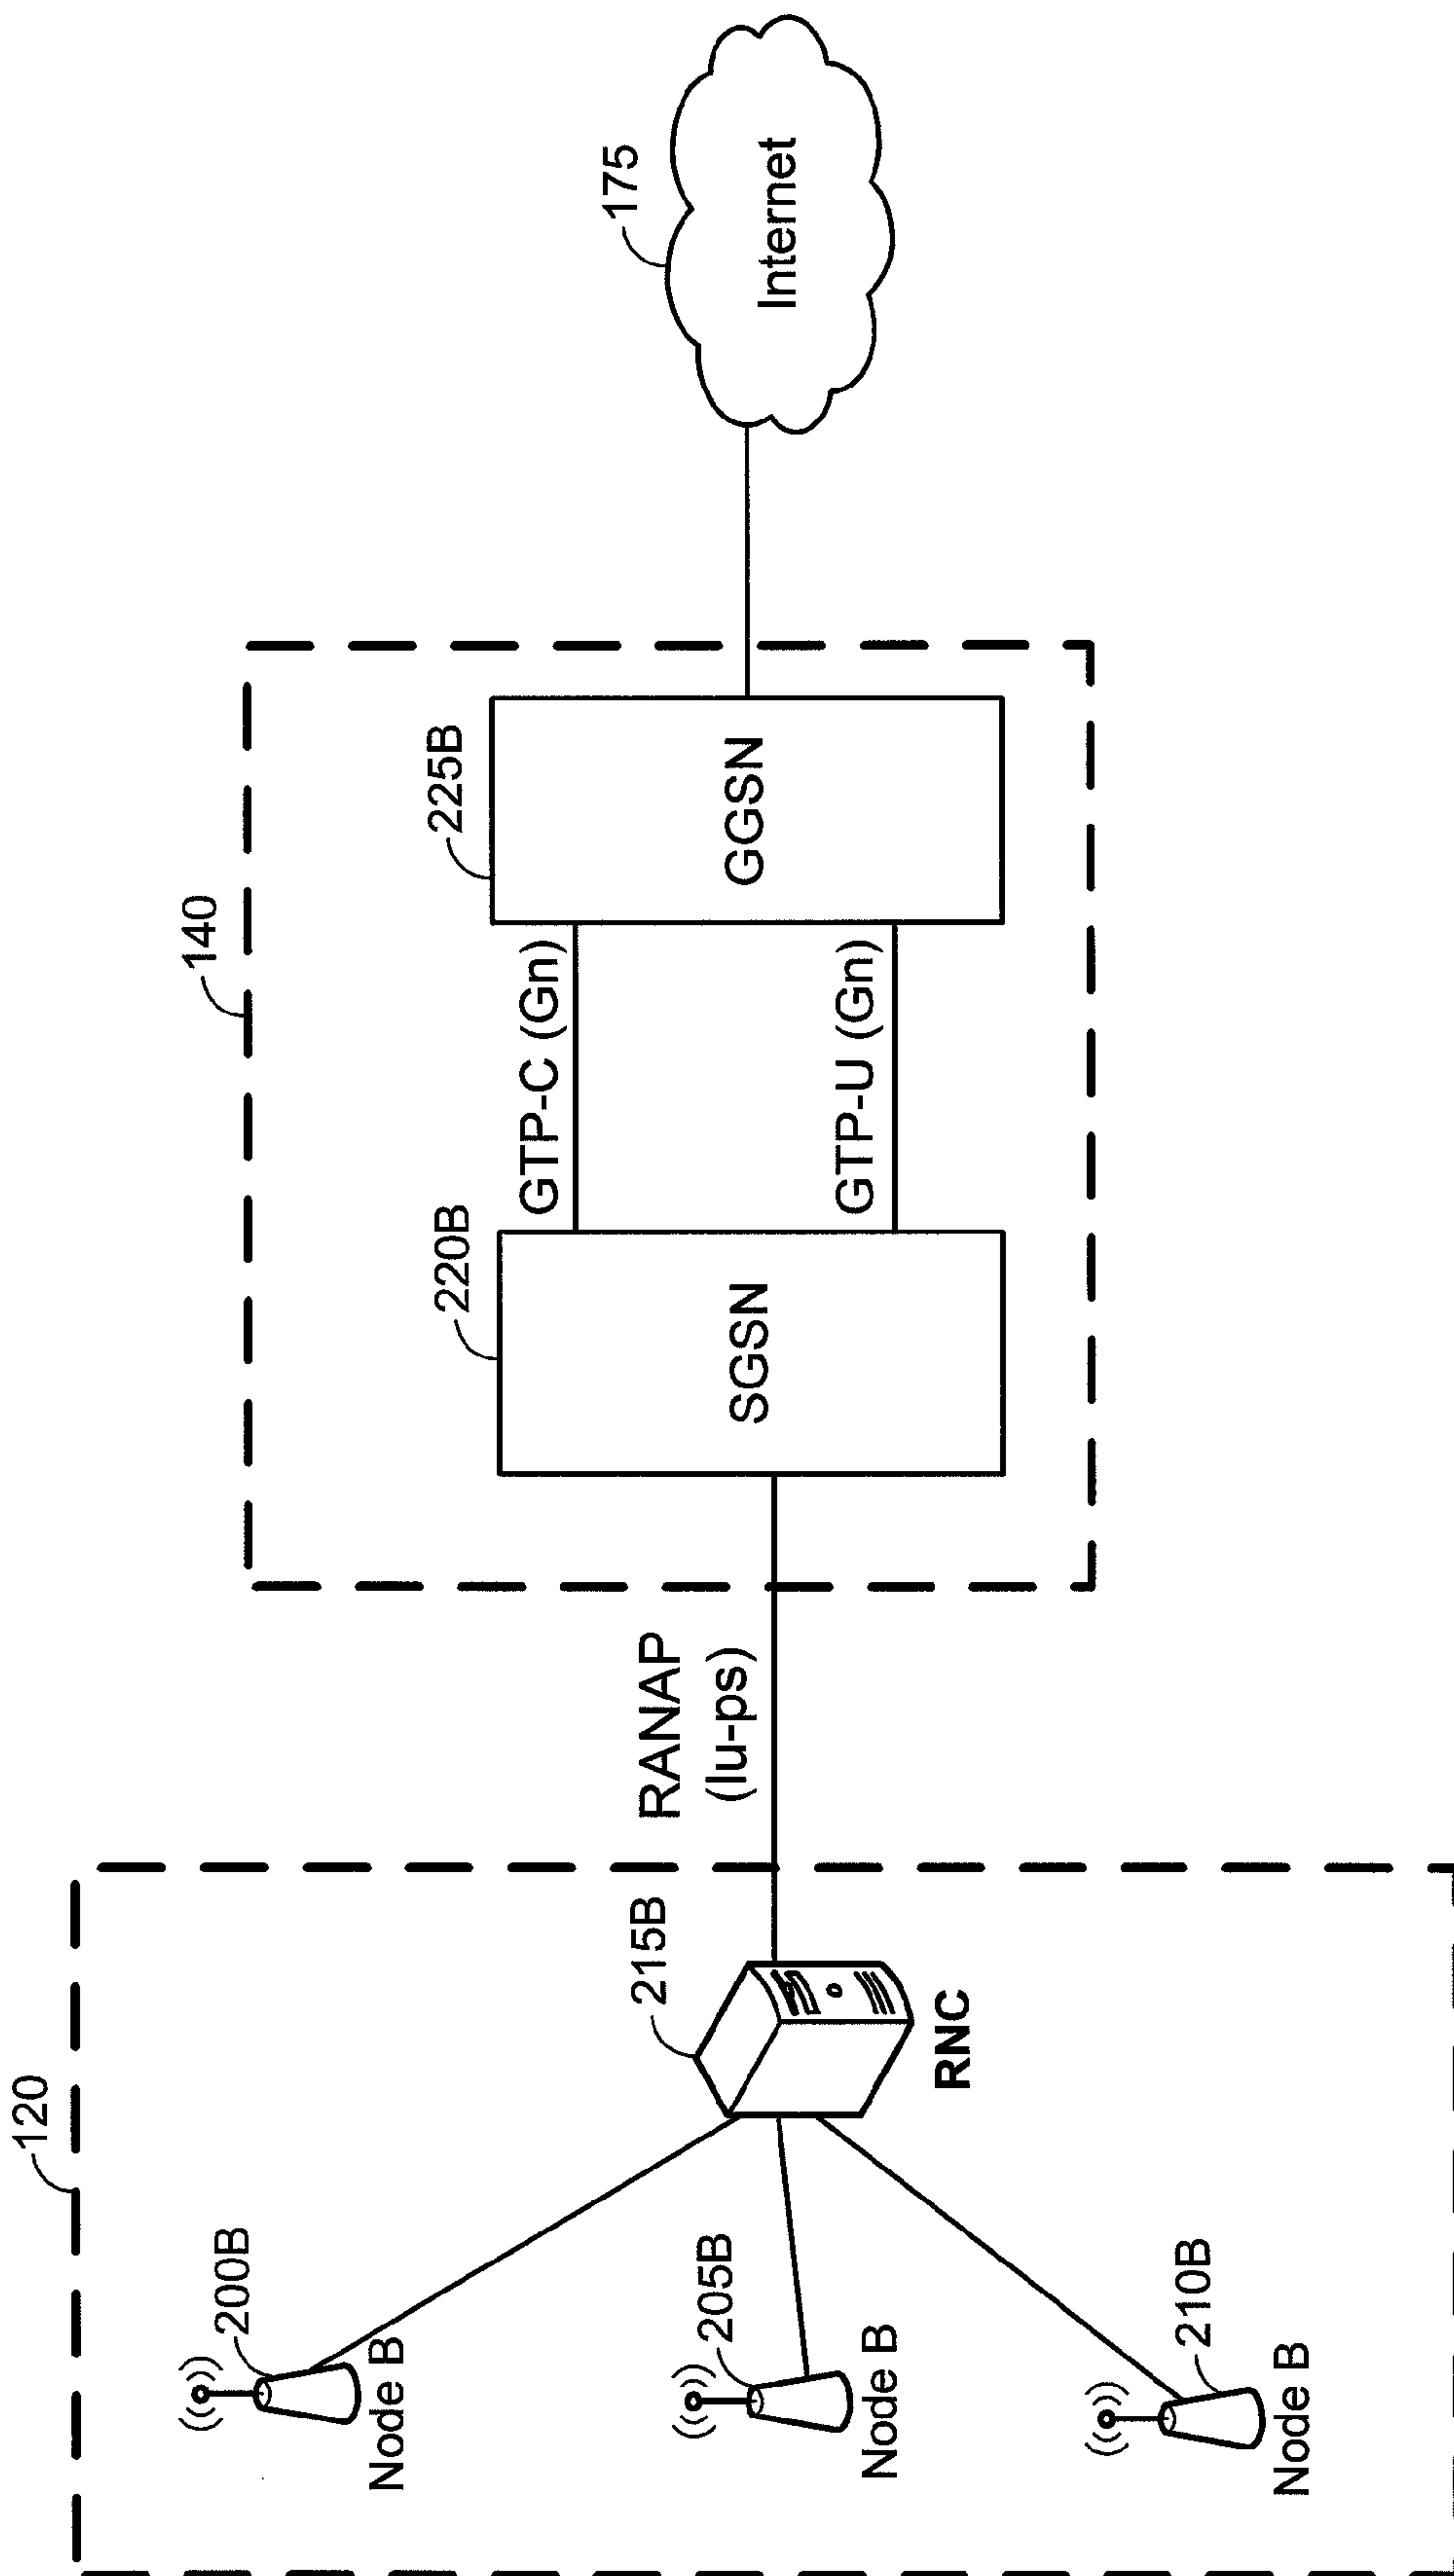 120
200B
Node B
205B
Node B
210B
Node B
215B
RNC
RANAP
(lu-ps)
140
220B
SGSN
GTP-C (Gn)
GTP-U (Gn)
225B
GGSN
175
Internet